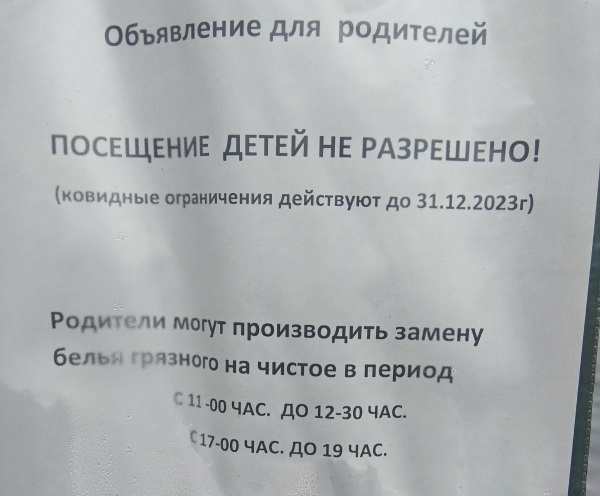 Объявление для родителей
ПОСЕЩЕНИЕ ДЕТЕЙ НЕ РАЗРЕШЕНО!
(ковидные ограничения действуют до 31.12.2023г)
Родители могут производить замену
белья грязного на чистое в период
С 11-00 ЧАС. ДО 12-30 ЧАС.
С17-00 ЧАС. ДО 19 ЧАС.